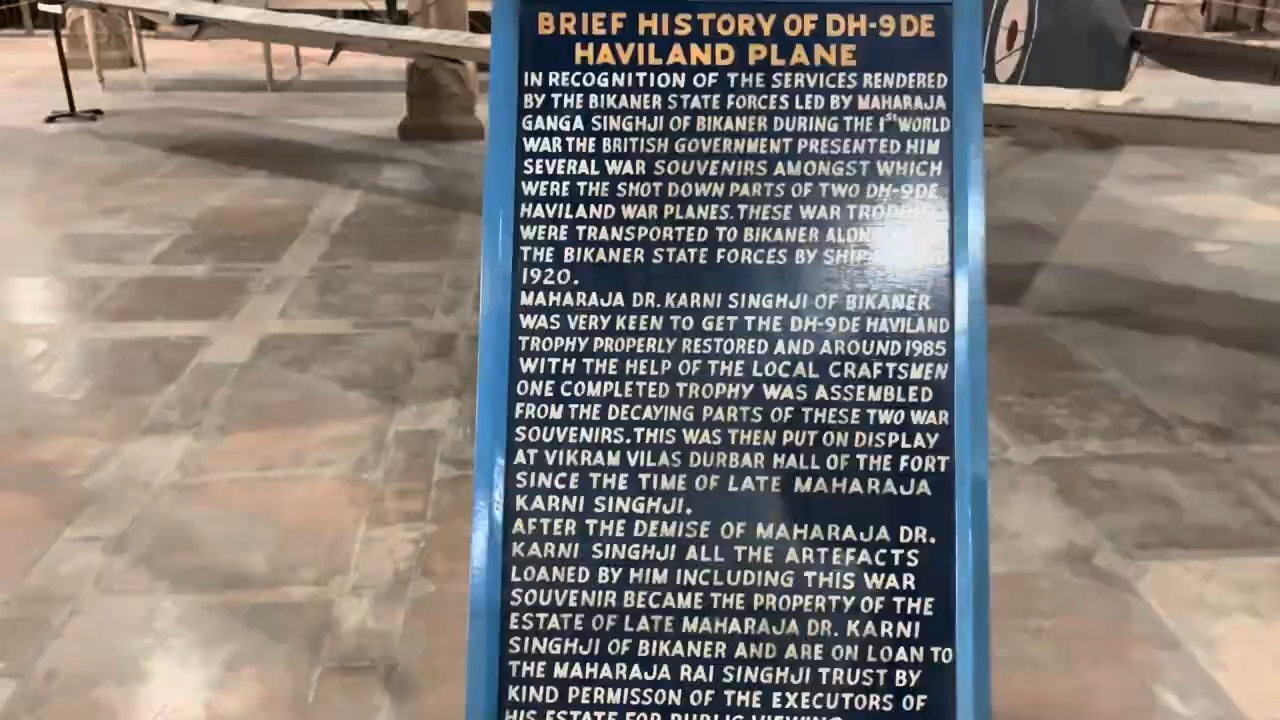 BRIEF HISTORY OF DH-9 DE
HAVILAND PLANE
IN RECOGNITION OF THE SERVICES RENDERED
BY THE BIKANER STATE FORCES LED BY MAHARAJA
GANGA SINGHJI OF BIKANER DURING THE 1st WORLD
WAR THE BRITISH GOVERNMENT PRESENTED HIM
SEVERAL WAR SOUVENIRS AMONGST WHICH
WERE THE SHOT DOWN PARTS OF TWO DH-9DE
HAVILAND WAR PLANES. THESE WAR
WERE TRANSPORTED TO BIKANER
THE BIKANER STATE FORCES BY SHIP
1920.
MAHARAJA DR. KARNI SINGHJI OF BIKANER
WAS VERY KEEN TO GET THE DH-9DE HAVILAND
TROPHY PROPERLY RESTORED AND AROUND 1985
WITH THE HELP OF THE LOCAL CRAFTSMEN
ONE COMPLETED TROPHY WAS ASSEMBLED
FROM THE DECAYING PARTS OF THESE TWO WAR
SOUVENIRS. THIS WAS THEN PUT ON DISPLAY
AT VIKRAM VILAS DURBAR HALL OF THE FORT
SINCE THE TIME OF LATE MAHARAJA
KARNI SINGHJI.
AFTER THE DEMISE OF MAHARAJA DR.
KARNI SINGHJI ALL THE ARTEFACTS
LOANED BY HIM INCLUDING THIS WAR
SOUVENIR BECAME THE PROPERTY OF THE
ESTATE OF LATE MAHARAJA DR. KARNI
SINGHJI OF BIKANER AND ARE ON LOAN TO
THE MAHARAJA RAI SINGHJI TRUST BY
KIND PERMISSON OF THE EXECUTORS OF
HIS ESTATE FOR PUBLIC VIEWING